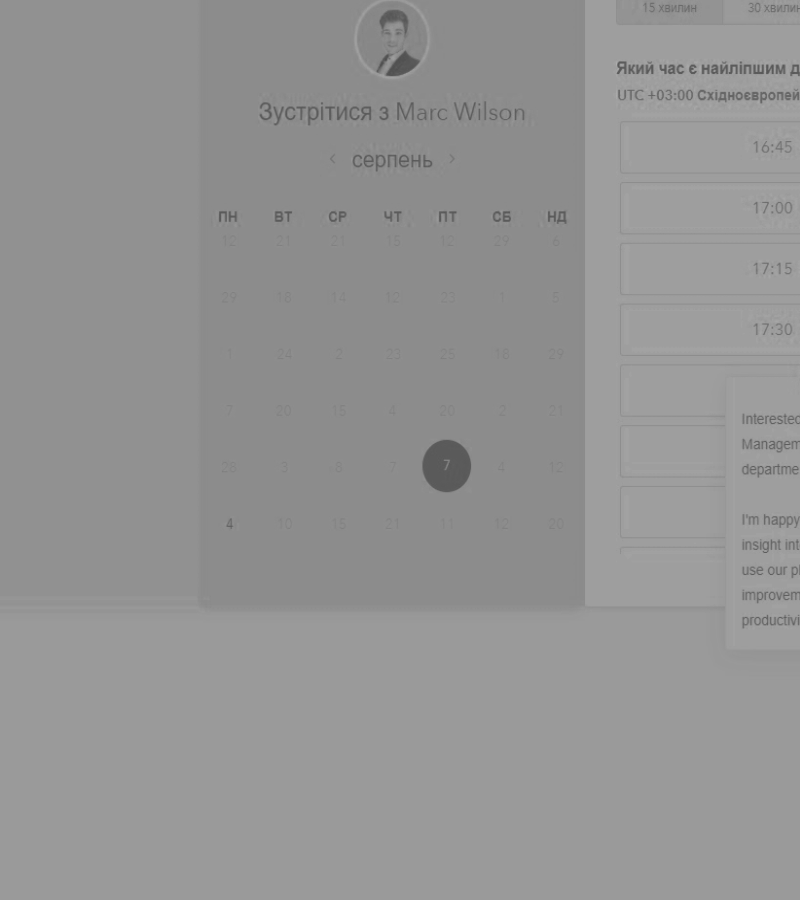 Зустрітися з Marc Wilson
‹ серпень ›
ПН ВТ СР ЧТ ПТ СБ НД
12 21 21 15 12 29 6
29 18 14 12 23 1 5
1 24 2 23 25 18 29
7 20 15 4 20 2 21
28 3 8 7 7 4 12
4 10 15 21 11 12 20
15 хвилин 30 хвилин
Який час є найліпшим д
UTC +03:00 Східноєвропей
16:45
17:00
17:15
17:30
Interested
Managem
departme
I'm happy
insight int
use our pl
improvem
productivi